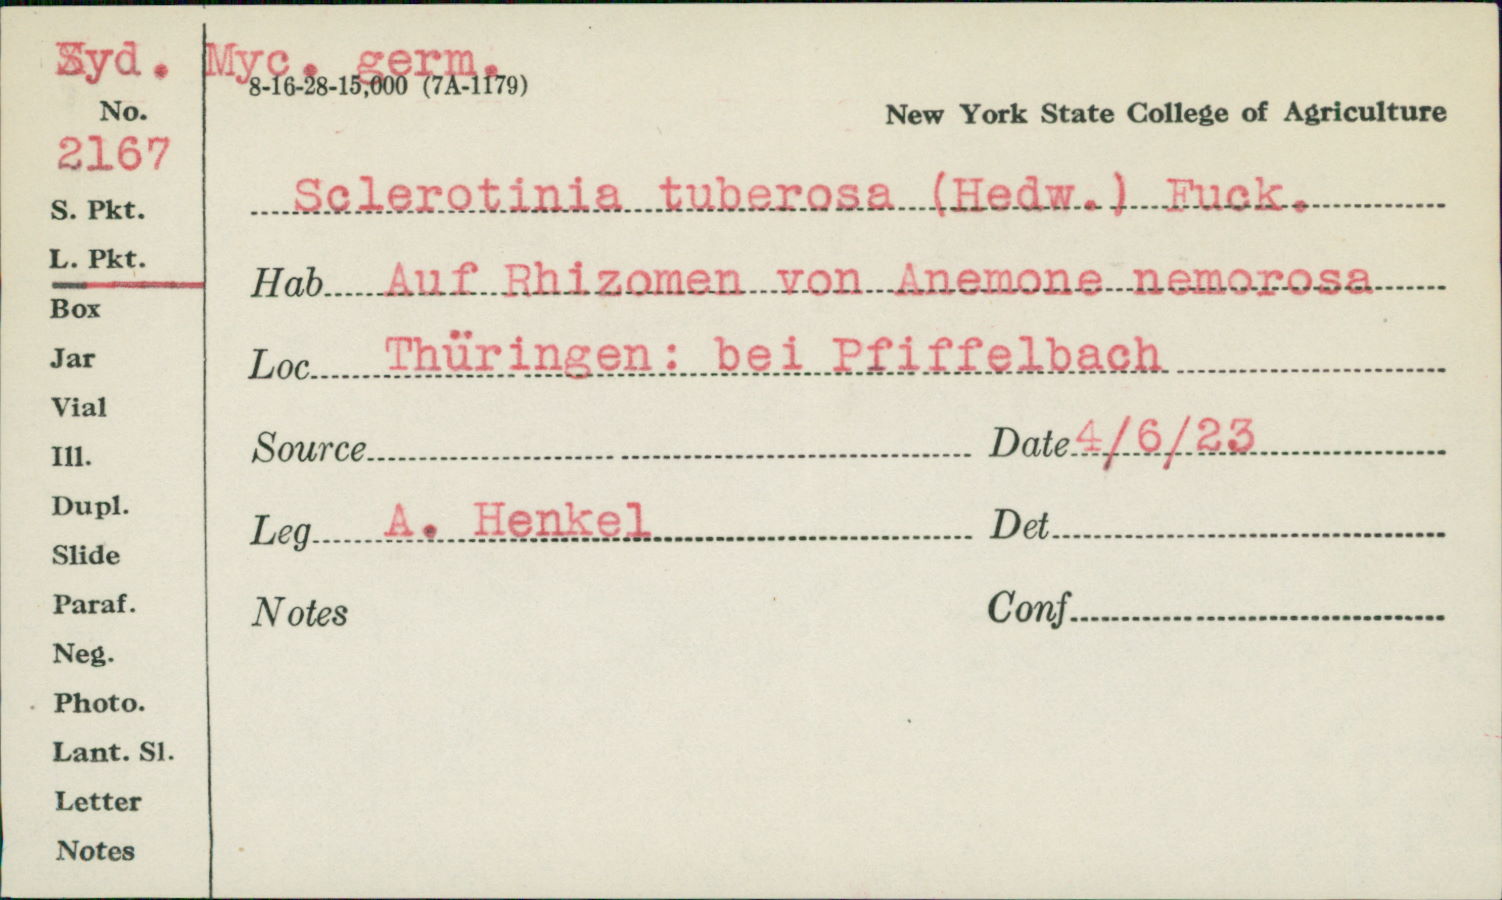 Syd. Myc. germ.
8-16-28-15,000 (7A-1179)
No.
New York State College of Agriculture
2167
Sclerotinia tuberosa (Hedw.) Fuck.
S. Pkt.
L. Pkt.
Hab Auf Rhizomen von Anemone nemorosa
Box
Jar
Loc Thüringen: bei Pfiffelbach
Vial
Ill.
Source Date 4/6/23
Dupl.
Leg A. Henkel Det
Slide
Paraf.
Notes Conf
Neg.
Photo.
Lant. Sl.
Letter
Notes